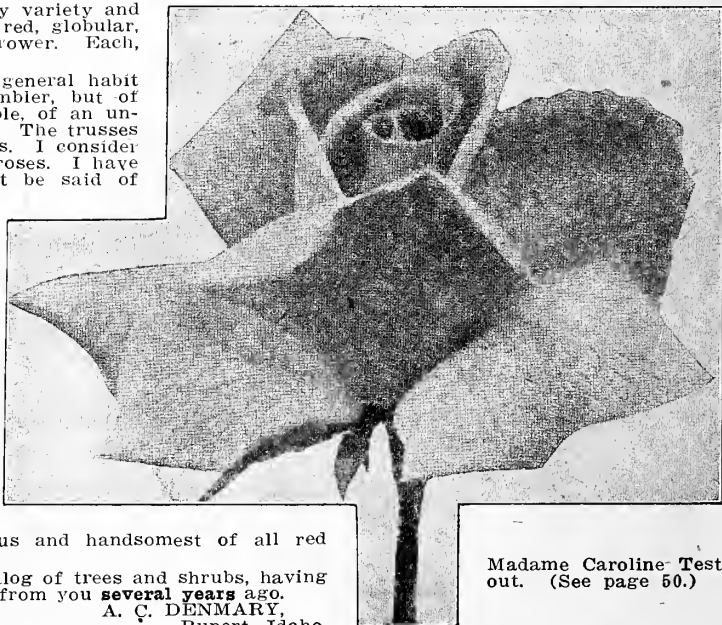 y variety and
red, globular,
rower. Each,
general habit
mbler, but of
ble, of an un-
The trusses
s. I consider
roses. I have
t be said of
us and handsomest of all red
alog of trees and shrubs, having
from you several years ago.
A. C. DENMARY,
Rupert, Idaho
Madame Caroline Test
out. (See page 50.)